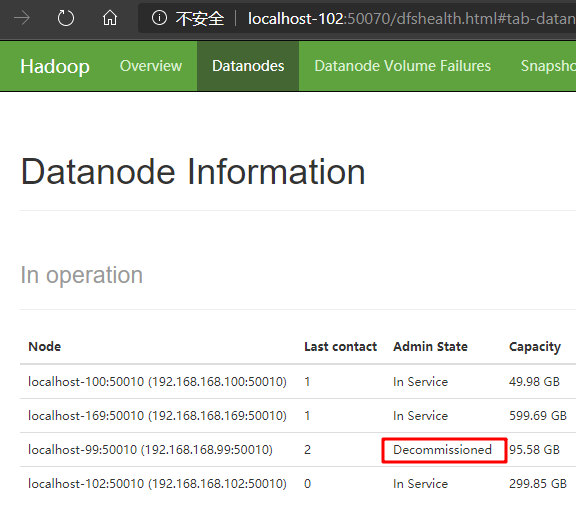 不安全 localhost-102:50070/dfshealth.html#tab-datan
Hadoop Overview Datanodes Datanode Volume Failures Snapsho
Datanode Information
In operation
Node Last contact Admin State Capacity
localhost-100:50010 (192.168.168.100:50010) 1 In Service 49.98 GB
localhost-169:50010 (192.168.168.169:50010) 1 In Service 599.69 GB
localhost-99:50010 (192.168.168.99:50010) 2 Decommissioned 95.58 GB
localhost-102:50010 (192.168.168.102:50010) 0 In Service 299.85 GB